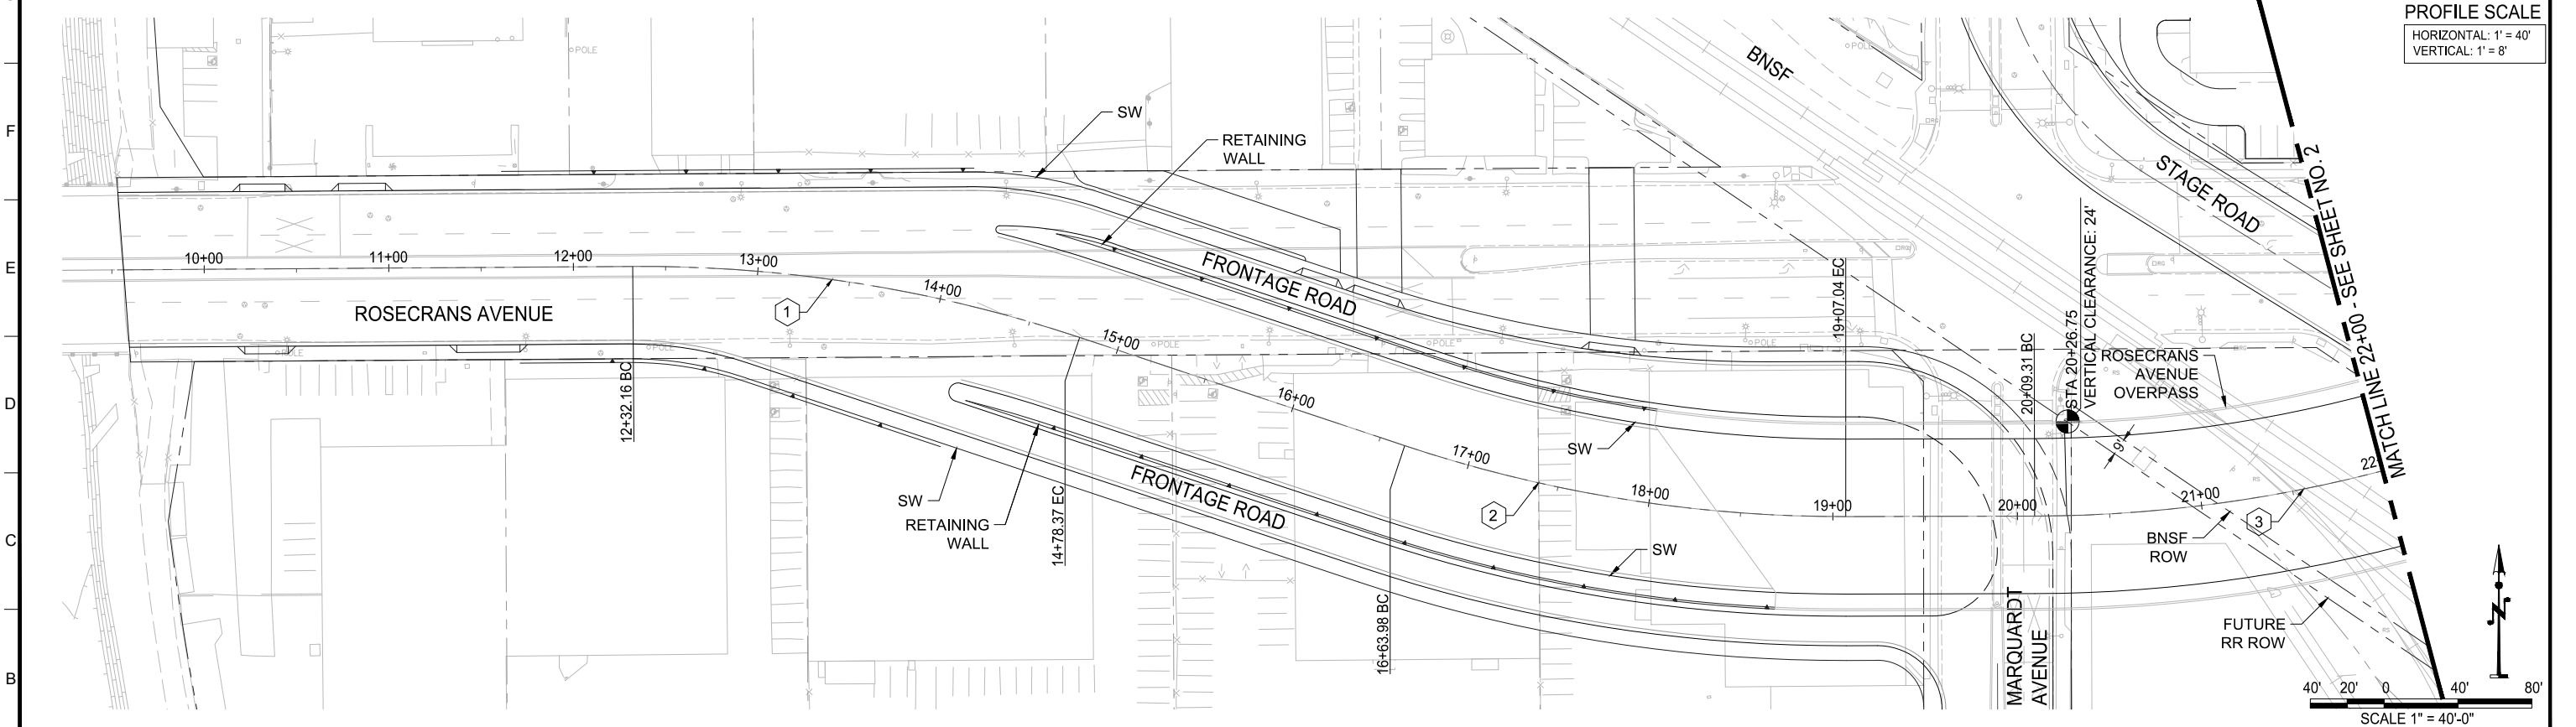 PROFILE SCALE
HORIZONTAL: 1' = 40'
VERTICAL: 1' = 8'
F
E
D
C
B
POLE
BNSF
POLE
SW
RETAINING
WALL
STAGE ROAD
MATCH LINE 22+00 - SEE SHEET NO. 2
10+00
11+00
12+00
13+00
14+00
15+00
16+00
17+00
18+00
19+00
20+00
21+00
22
ROSECRANS AVENUE
1
FRONTAGE ROAD
19+07.04 EC
20+09.31 BC
STA 20+26.75
VERTICAL CLEARANCE: 24'
ROSECRANS
AVENUE
OVERPASS
POLE
POLE
POLE
POLE
POLE
12+32.16 BC
14+78.37 EC
16+63.98 BC
SW
RETAINING
WALL
FRONTAGE ROAD
SW
2
SW
9'
3
BNSF
ROW
FUTURE
RR ROW
MARQUARDT
AVENUE
N
40' 20' 0 40' 80'
SCALE 1" = 40'-0"